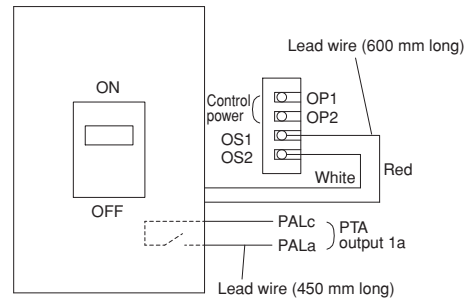 Lead wire (600 mm long)
ON
Control
power
OP1
OP2
OS1
OS2
White
Red
OFF
PALc
PALa
PTA
output 1a
Lead wire (450 mm long)